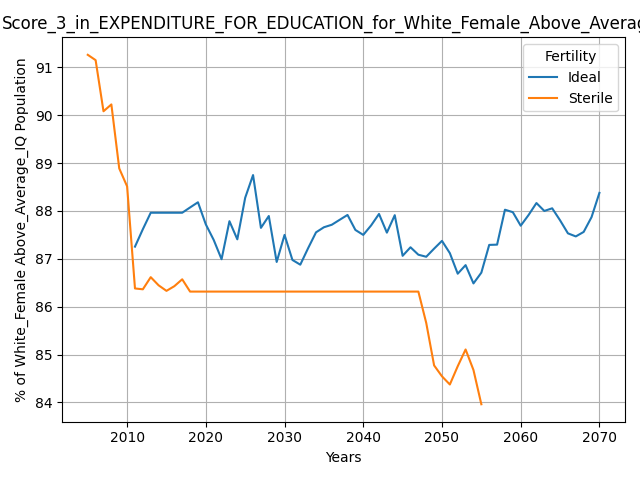 Score_3_in_EXPENDITURE_FOR_EDUCATION_for_White_Female_Above_Averag
Fertility
Ideal
Sterile
% of White_Female Above_Average_IQ Population
91
90
89
88
87
86
85
84
2010 2020 2030 2040 2050 2060 2070
Years